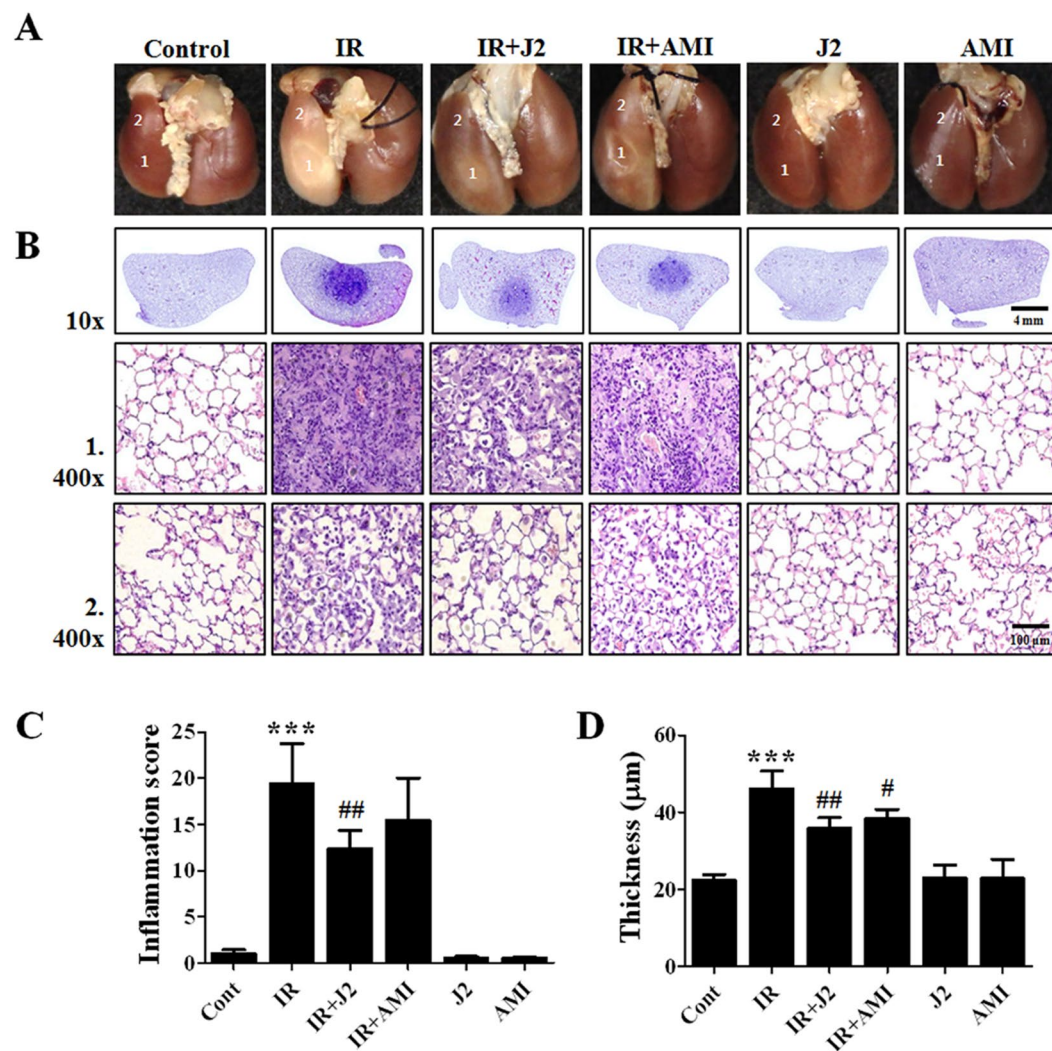 A
Control IR IR+J2 IR+AMI J2 AMI
2 2 2 2 2 2
1 1 1 1 1 1
B
10x
4 mm
1.
400x
2.
400x
100 μm
C
Inflammation score
25
20
15
10
5
0
***
##
Cont IR IR+J2 IR+AMI J2 AMI
D
Thickness (μm)
60
40
20
0
***
##
#
Cont IR IR+J2 IR+AMI J2 AMI